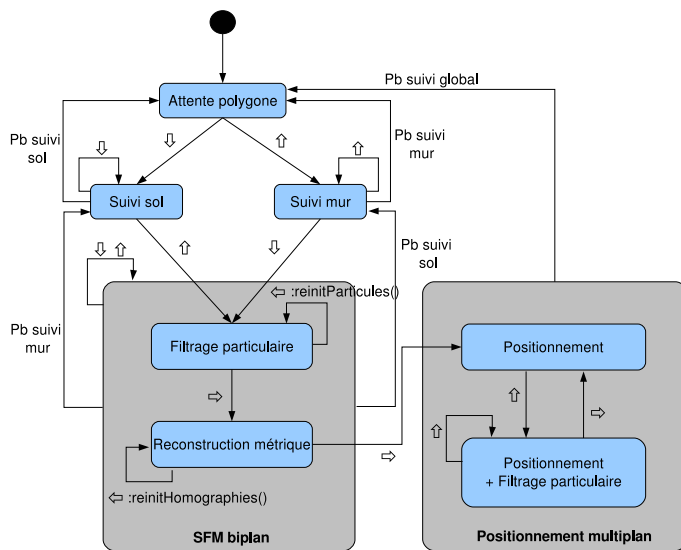 Pb suivi global
Attente polygone
Pb suivi
sol
Pb suivi
mur
Suivi sol
Suivi mur
Pb suivi
sol
:reinitParticules()
Pb suivi
mur
Filtrage particulaire
Positionnement
Reconstruction métrique
Positionnement
+ Filtrage particulaire
:reinitHomographies()
SFM biplan
Positionnement multiplan